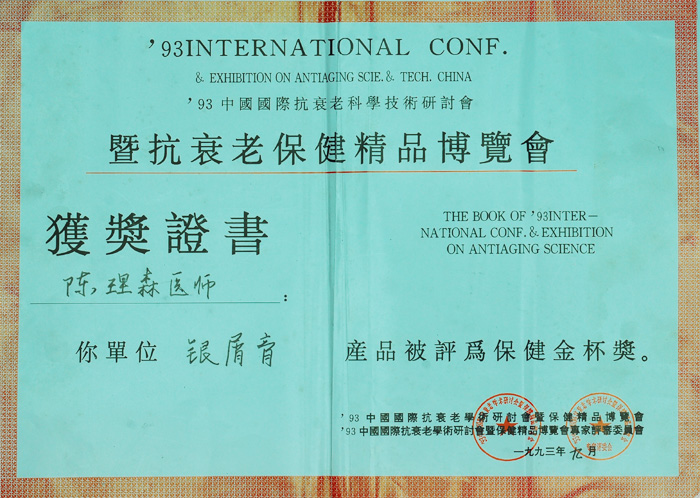 '93INTERNATIONAL CONF.
& EXHIBITION ON ANTIAGING SCIE. & TECH. CHINA
'93中國國際抗衰老科學技術研討會
暨抗衰老保健精品博覽會
獲獎證書
THE BOOK OF '93INTER-
NATIONAL CONF. & EXHIBITION
ON ANTIAGING SCIENCE
陈理森医师:
你單位 银屑膏 産品被評爲保健金杯獎。
'93中國國際抗衰老學術研討會暨保健精品博覽會
'93中國國際抗衰老學術研討會暨保健精品博覽會專家評審委員會
一九九三年九月